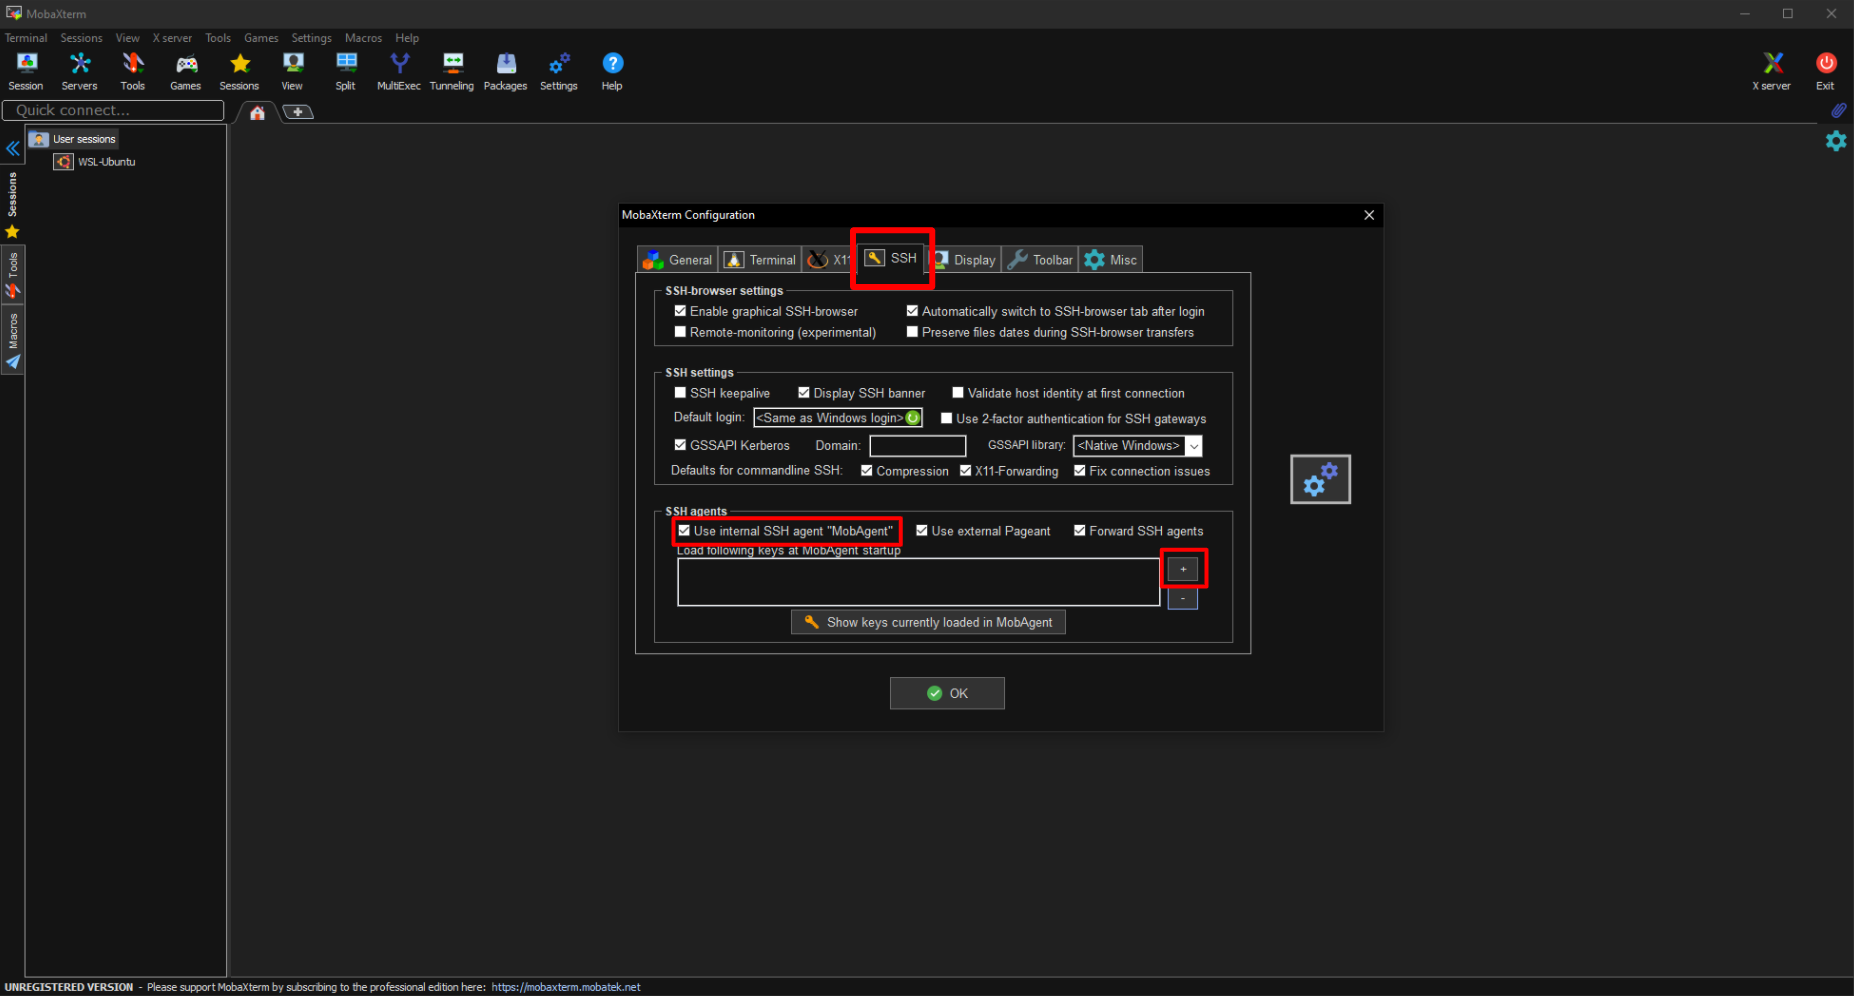 MobaXterm
Terminal Sessions View X server Tools Games Settings Macros Help
Session Servers Tools Games Sessions View Split MultiExec Tunneling Packages Settings Help X server Exit
Quick connect...
User sessions
WSL-Ubuntu
Sessions
Tools
Macros
MobaXterm Configuration
General Terminal X11 SSH Display Toolbar Misc
SSH-browser settings
Enable graphical SSH-browser Automatically switch to SSH-browser tab after login
Remote-monitoring (experimental) Preserve files dates during SSH-browser transfers
SSH settings
SSH keepalive Display SSH banner Validate host identity at first connection
Default login: <Same as Windows login> Use 2-factor authentication for SSH gateways
GSSAPI Kerberos Domain: GSSAPI library: <Native Windows>
Defaults for commandline SSH: Compression X11-Forwarding Fix connection issues
SSH agents
Use internal SSH agent "MobAgent" Use external Pageant Forward SSH agents
Load following keys at MobAgent startup
+
-
Show keys currently loaded in MobAgent
OK
UNREGISTERED VERSION - Please support MobaXterm by subscribing to the professional edition here: https://mobaxterm.mobatek.net